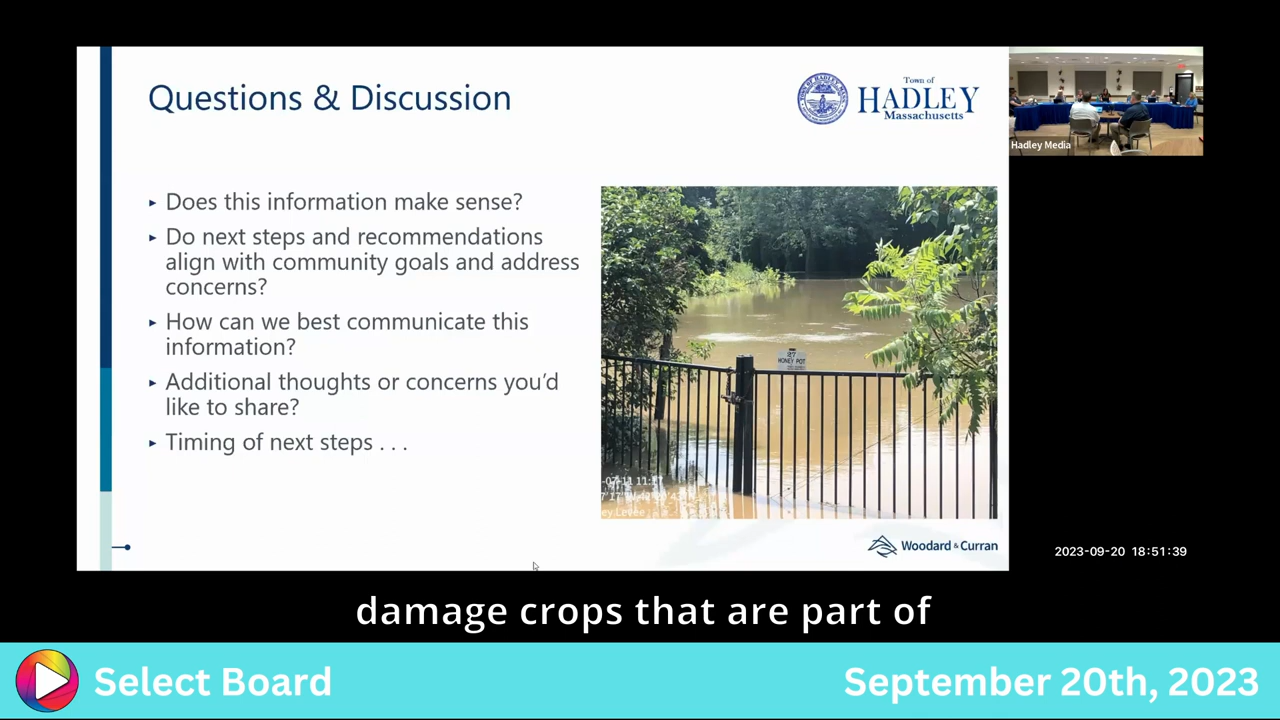 Questions & Discussion
Town of
HADLEY
Massachusetts
Hadley Media
▸ Does this information make sense?
▸ Do next steps and recommendations
align with community goals and address
concerns?
▸ How can we best communicate this
information?
▸ Additional thoughts or concerns you'd
like to share?
▸ Timing of next steps . . .
27
HONEY POT
Woodard & Curran
2023-09-20 18:51:39
damage crops that are part of
Select Board
September 20th, 2023